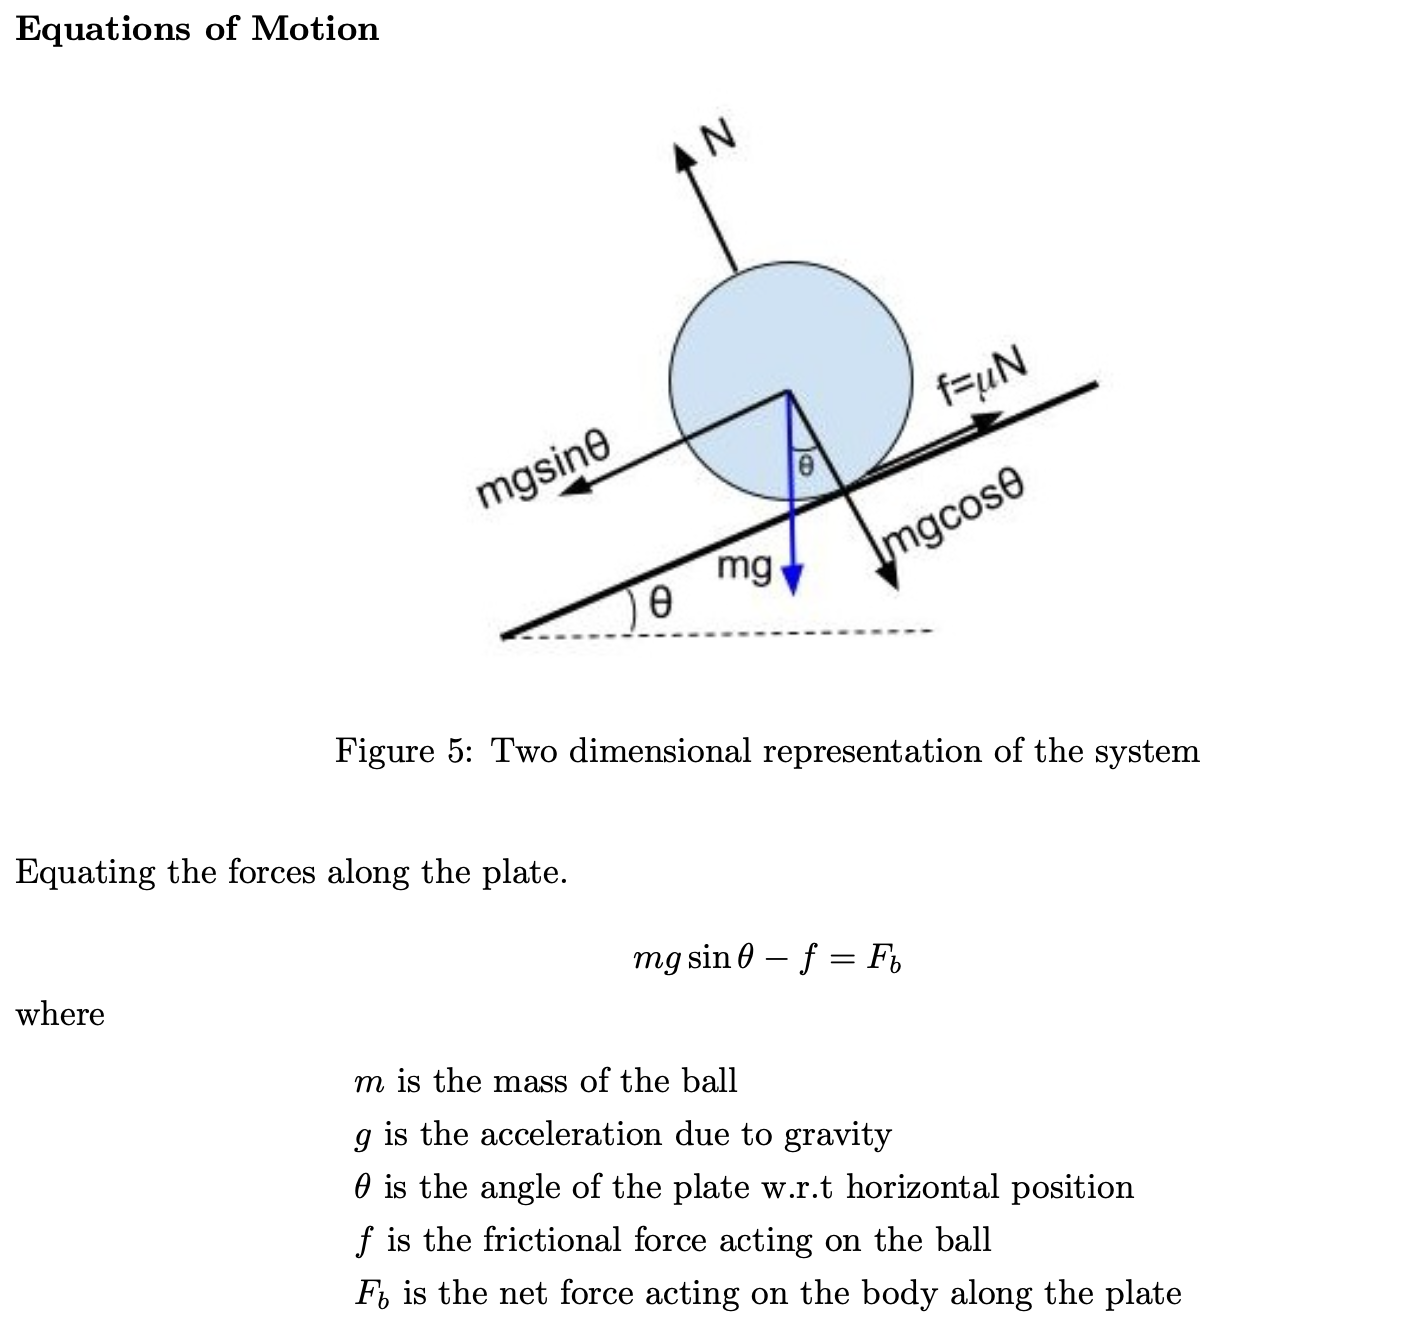 Equations of Motion
N
f=μN
mgsinθ
θ
mgcosθ
mg
θ
Figure 5: Two dimensional representation of the system
Equating the forces along the plate.
mg sin θ − f = F_b
where
m is the mass of the ball
g is the acceleration due to gravity
θ is the angle of the plate w.r.t horizontal position
f is the frictional force acting on the ball
F_b is the net force acting on the body along the plate